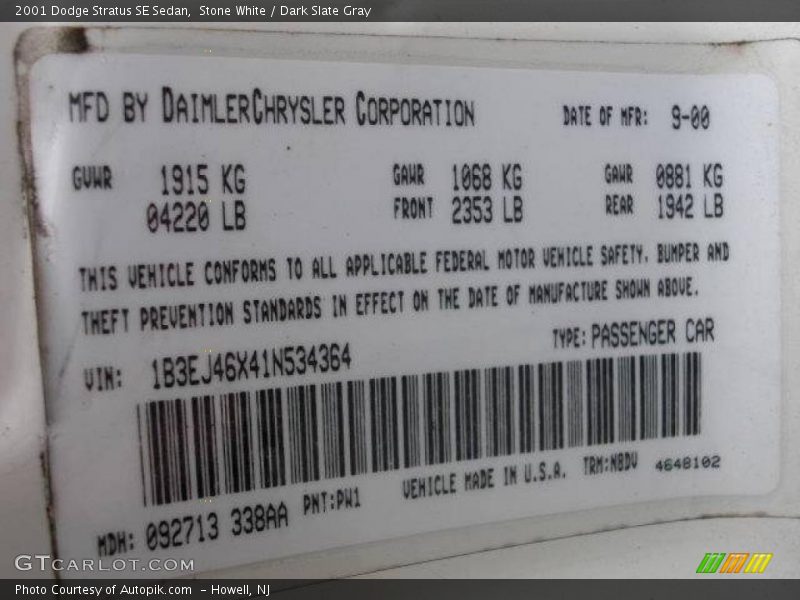 2001 Dodge Stratus SE Sedan,  Stone White / Dark Slate Gray
MFD BY DAIMLERCHRYSLER CORPORATION DATE OF MFR: 9-00
GVWR 1915 KG GAWR 1068 KG GAWR 0881 KG
04220 LB FRONT 2353 LB REAR 1942 LB
THIS VEHICLE CONFORMS TO ALL APPLICABLE FEDERAL MOTOR VEHICLE SAFETY, BUMPER AND
THEFT PREVENTION STANDARDS IN EFFECT ON THE DATE OF MANUFACTURE SHOWN ABOVE.
VIN: 1B3EJ46X41N534364 TYPE: PASSENGER CAR
MDH: 092713 338AA PNT:PW1 VEHICLE MADE IN U.S.A. TRM:N8DV 4648102
GTCARLOT.COM
Photo Courtesy of Autopik.com  – Howell, NJ